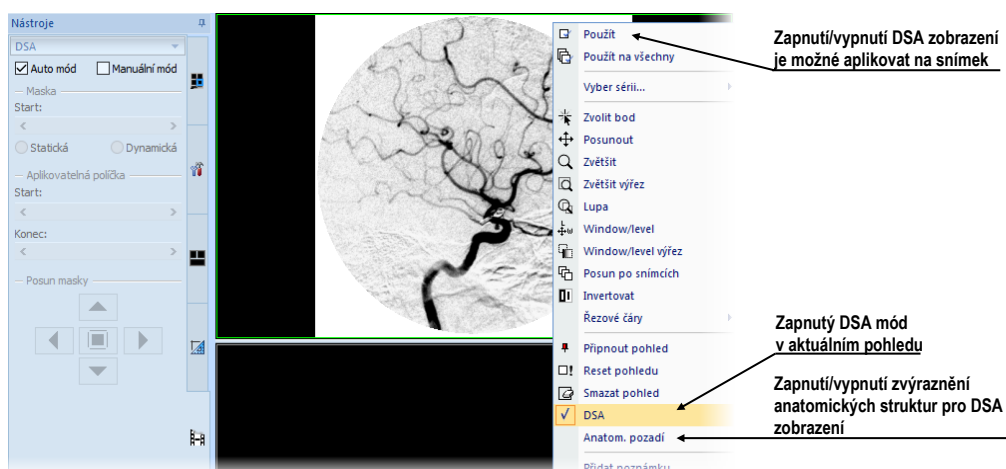 Nástroje
DSA
Auto mód
Manuální mód
Maska
Start:
Statická
Dynamická
Aplikovatelná políčka
Start:
Konec:
Posun masky
Použít
Použít na všechny
Vyber sérii...
Zvolit bod
Posunout
Zvětšit
Zvětšit výřez
Lupa
Window/level
Window/level výřez
Posun po snímcích
Invertovat
Řezové čáry
Připnout pohled
Reset pohledu
Smazat pohled
DSA
Anatom. pozadí
Přidat poznámku
Zapnutí/vypnutí DSA zobrazení
je možné aplikovat na snímek
Zapnutý DSA mód
v aktuálním pohledu
Zapnutí/vypnutí zvýraznění
anatomických struktur pro DSA
zobrazení